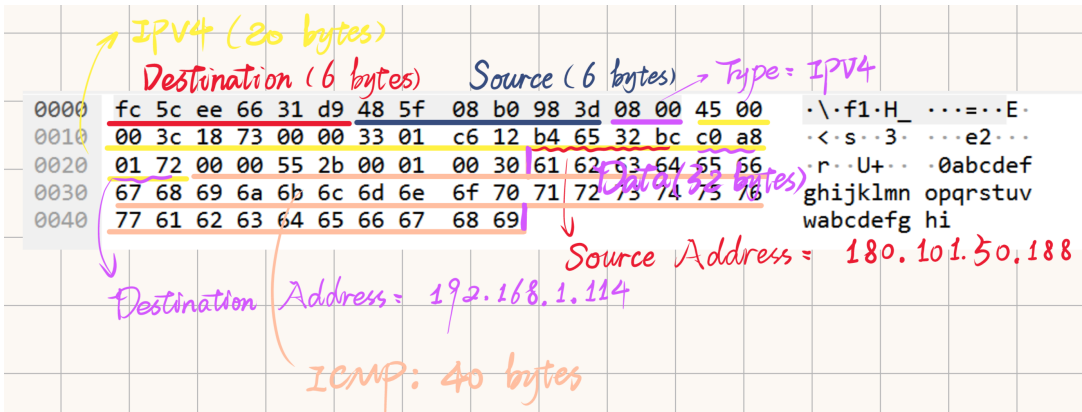 IPV4 (20 bytes)
Destination (6 bytes) Source (6 bytes) Type: IPV4
0000 fc 5c ee 66 31 d9 48 5f 08 b0 98 3d 08 00 45 00 ·\·f1·H_ ···=··E·
0010 00 3c 18 73 00 00 33 01 c6 12 b4 65 32 bc c0 a8 ·<·s··3· ···e2···
0020 01 72 00 00 55 2b 00 01 00 30 61 62 63 64 65 66 ·r··U+·· ·0abcdef
0030 67 68 69 6a 6b 6c 6d 6e 6f 70 71 72 73 74 75 76 ghijklmn opqrstuv
Data (32 bytes)
0040 77 61 62 63 64 65 66 67 68 69 wabcdefg hi
Source Address: 180.101.50.188
Destination Address: 192.168.1.114
ICMP: 40 bytes